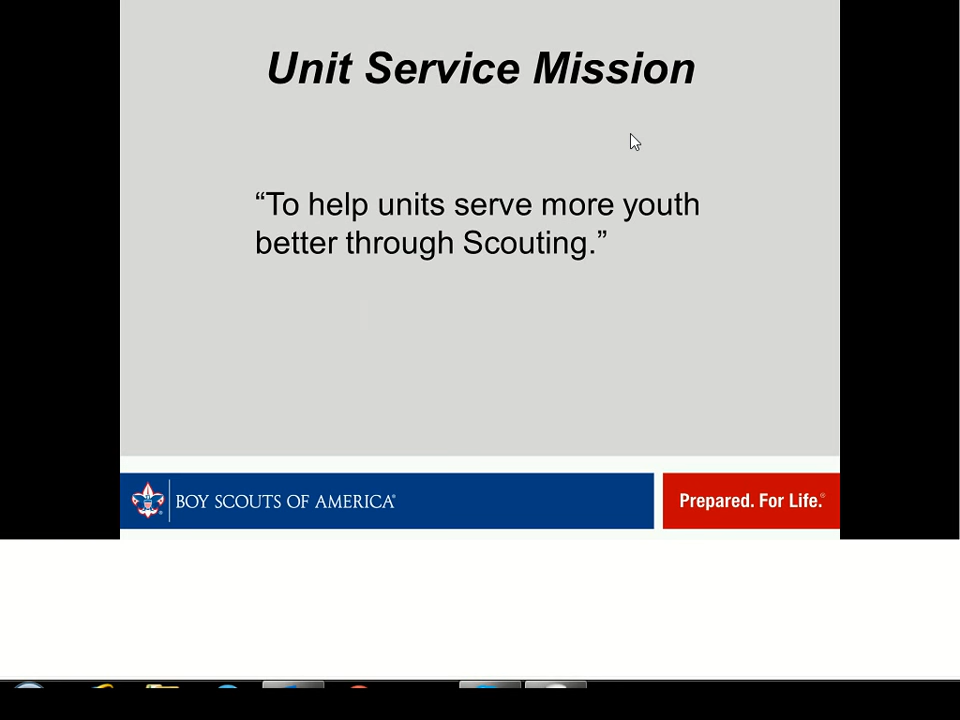 Unit Service Mission
“To help units serve more youth
better through Scouting.”
BOY SCOUTS OF AMERICA®
Prepared. For Life.®